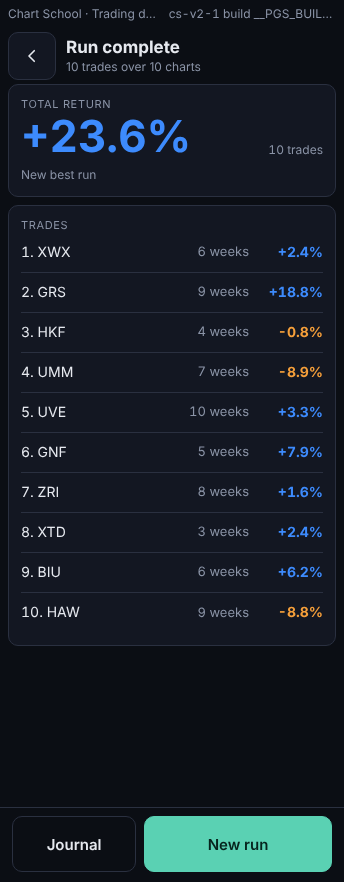 Chart School · Trading d... cs-v2-1 build __PGS_BUIL...
Run complete
10 trades over 10 charts
TOTAL RETURN
+23.6%
10 trades
New best run
TRADES
1. XWX 6 weeks +2.4%
2. GRS 9 weeks +18.8%
3. HKF 4 weeks -0.8%
4. UMM 7 weeks -8.9%
5. UVE 10 weeks +3.3%
6. GNF 5 weeks +7.9%
7. ZRI 8 weeks +1.6%
8. XTD 3 weeks +2.4%
9. BIU 6 weeks +6.2%
10. HAW 9 weeks -8.8%
Journal New run